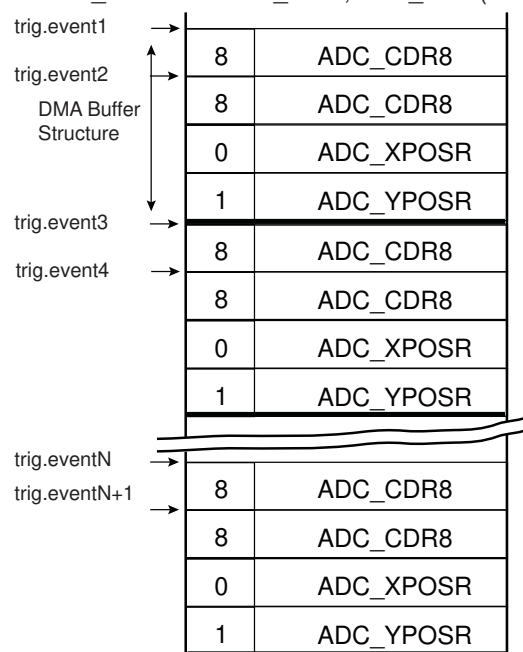 trig.event1
8 ADC_CDR8
trig.event2
8 ADC_CDR8
DMA Buffer
Structure
0 ADC_XPOSR
1 ADC_YPOSR
trig.event3
8 ADC_CDR8
trig.event4
8 ADC_CDR8
0 ADC_XPOSR
1 ADC_YPOSR
trig.eventN
8 ADC_CDR8
trig.eventN+1
8 ADC_CDR8
0 ADC_XPOSR
1 ADC_YPOSR